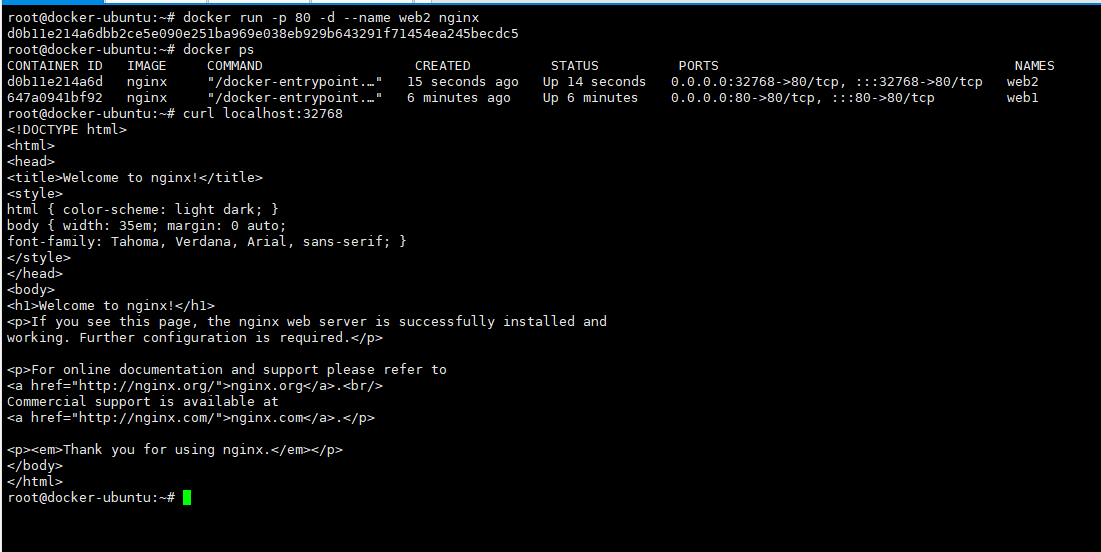 root@docker-ubuntu:~# docker run -p 80 -d --name web2 nginx
d0b11e214a6dbb2ce5e090e251ba969e038eb929b643291f71454ea245becdc5
root@docker-ubuntu:~# docker ps
CONTAINER ID   IMAGE     COMMAND                   CREATED          STATUS          PORTS                                     NAMES
d0b11e214a6d   nginx     "/docker-entrypoint.…"   15 seconds ago   Up 14 seconds   0.0.0.0:32768->80/tcp, :::32768->80/tcp   web2
647a0941bf92   nginx     "/docker-entrypoint.…"   6 minutes ago    Up 6 minutes    0.0.0.0:80->80/tcp, :::80->80/tcp         web1
root@docker-ubuntu:~# curl localhost:32768
<!DOCTYPE html>
<html>
<head>
<title>Welcome to nginx!</title>
<style>
html { color-scheme: light dark; }
body { width: 35em; margin: 0 auto;
font-family: Tahoma, Verdana, Arial, sans-serif; }
</style>
</head>
<body>
<h1>Welcome to nginx!</h1>
<p>If you see this page, the nginx web server is successfully installed and
working. Further configuration is required.</p>

<p>For online documentation and support please refer to
<a href="http://nginx.org/">nginx.org</a>.<br/>
Commercial support is available at
<a href="http://nginx.com/">nginx.com</a>.</p>

<p><em>Thank you for using nginx.</em></p>
</body>
</html>
root@docker-ubuntu:~#